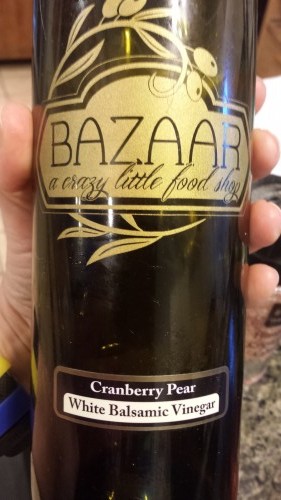 BAZAAR
a crazy little food shop
Cranberry Pear
White Balsamic Vinegar